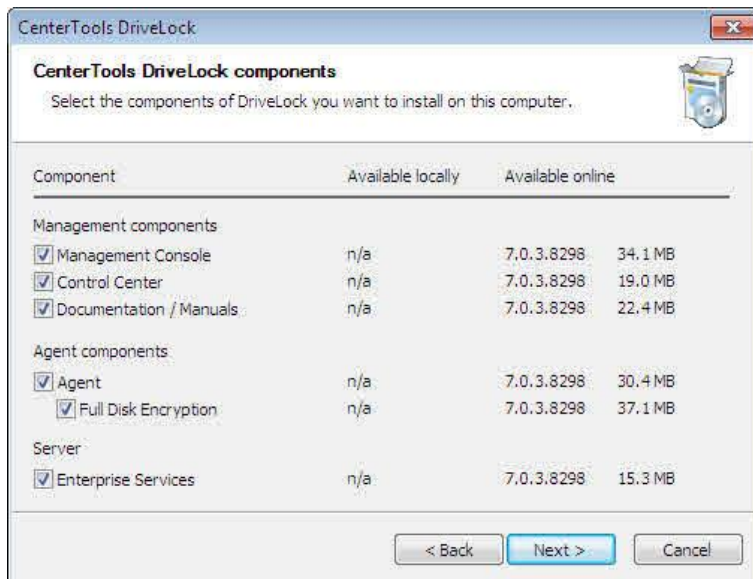 CenterTools DriveLock
CenterTools DriveLock components
Select the components of DriveLock you want to install on this computer.
Component Available locally Available online
Management components
Management Console n/a 7.0.3.8298 34.1 MB
Control Center n/a 7.0.3.8298 19.0 MB
Documentation / Manuals n/a 7.0.3.8298 22.4 MB
Agent components
Agent n/a 7.0.3.8298 30.4 MB
Full Disk Encryption n/a 7.0.3.8298 37.1 MB
Server
Enterprise Services n/a 7.0.3.8298 15.3 MB
< Back Next > Cancel